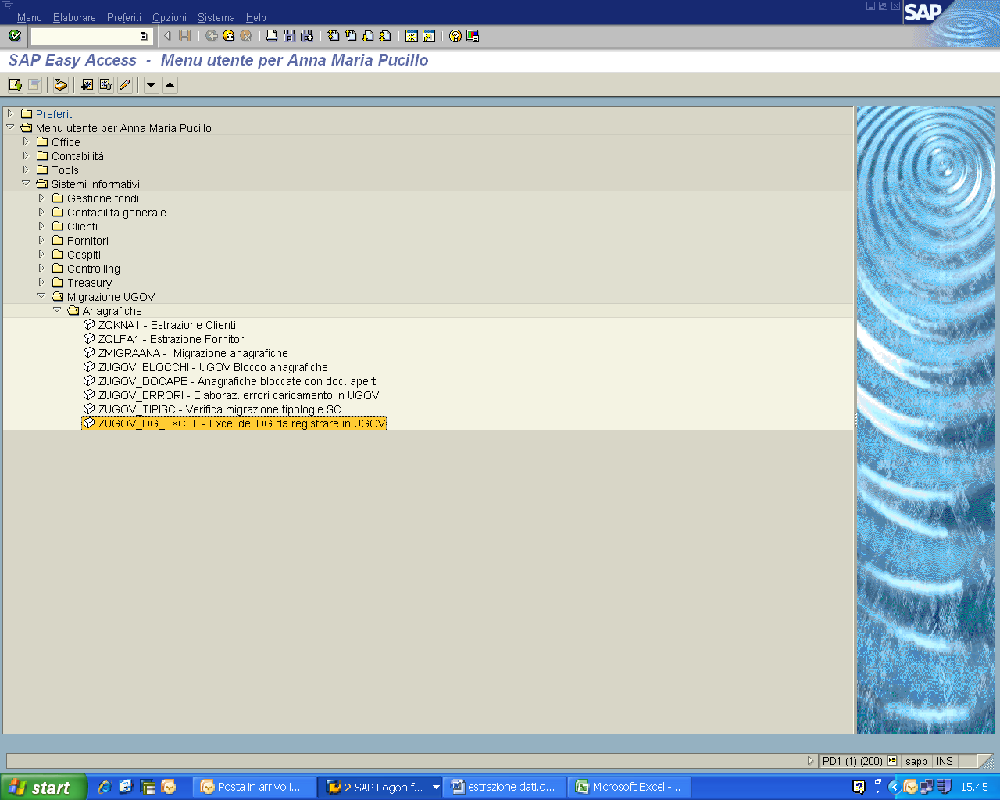 Menu Elaborare Preferiti Opzioni Sistema Help
SAP
SAP Easy Access - Menu utente per Anna Maria Pucillo
Preferiti
Menu utente per Anna Maria Pucillo
Office
Contabilità
Tools
Sistemi Informativi
Gestione fondi
Contabilità generale
Clienti
Fornitori
Cespiti
Controlling
Treasury
Migrazione UGOV
Anagrafiche
ZQKNA1 - Estrazione Clienti
ZQLFA1 - Estrazione Fornitori
ZMIGRAANA - Migrazione anagrafiche
ZUGOV_BLOCCHI - UGOV Blocco anagrafiche
ZUGOV_DOCAPE - Anagrafiche bloccate con doc. aperti
ZUGOV_ERRORI - Elaboraz. errori caricamento in UGOV
ZUGOV_TIPISC - Verifica migrazione tipologie SC
ZUGOV_DG_EXCEL - Excel dei DG da registrare in UGOV
PD1 (1) (200) sapp INS
start Posta in arrivo i... 2 SAP Logon f... estrazione dati.d... Microsoft Excel -... 15.45